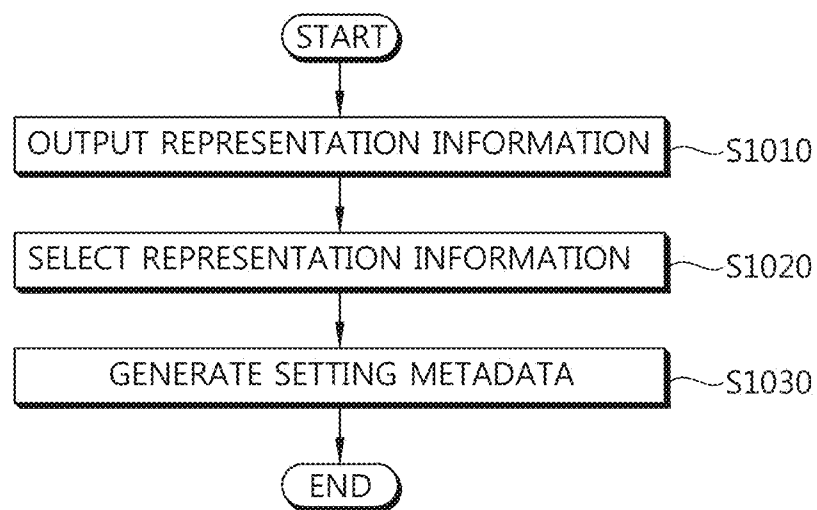 START
OUTPUT REPRESENTATION INFORMATION
S1010
SELECT REPRESENTATION INFORMATION
S1020
GENERATE SETTING METADATA
S1030
END